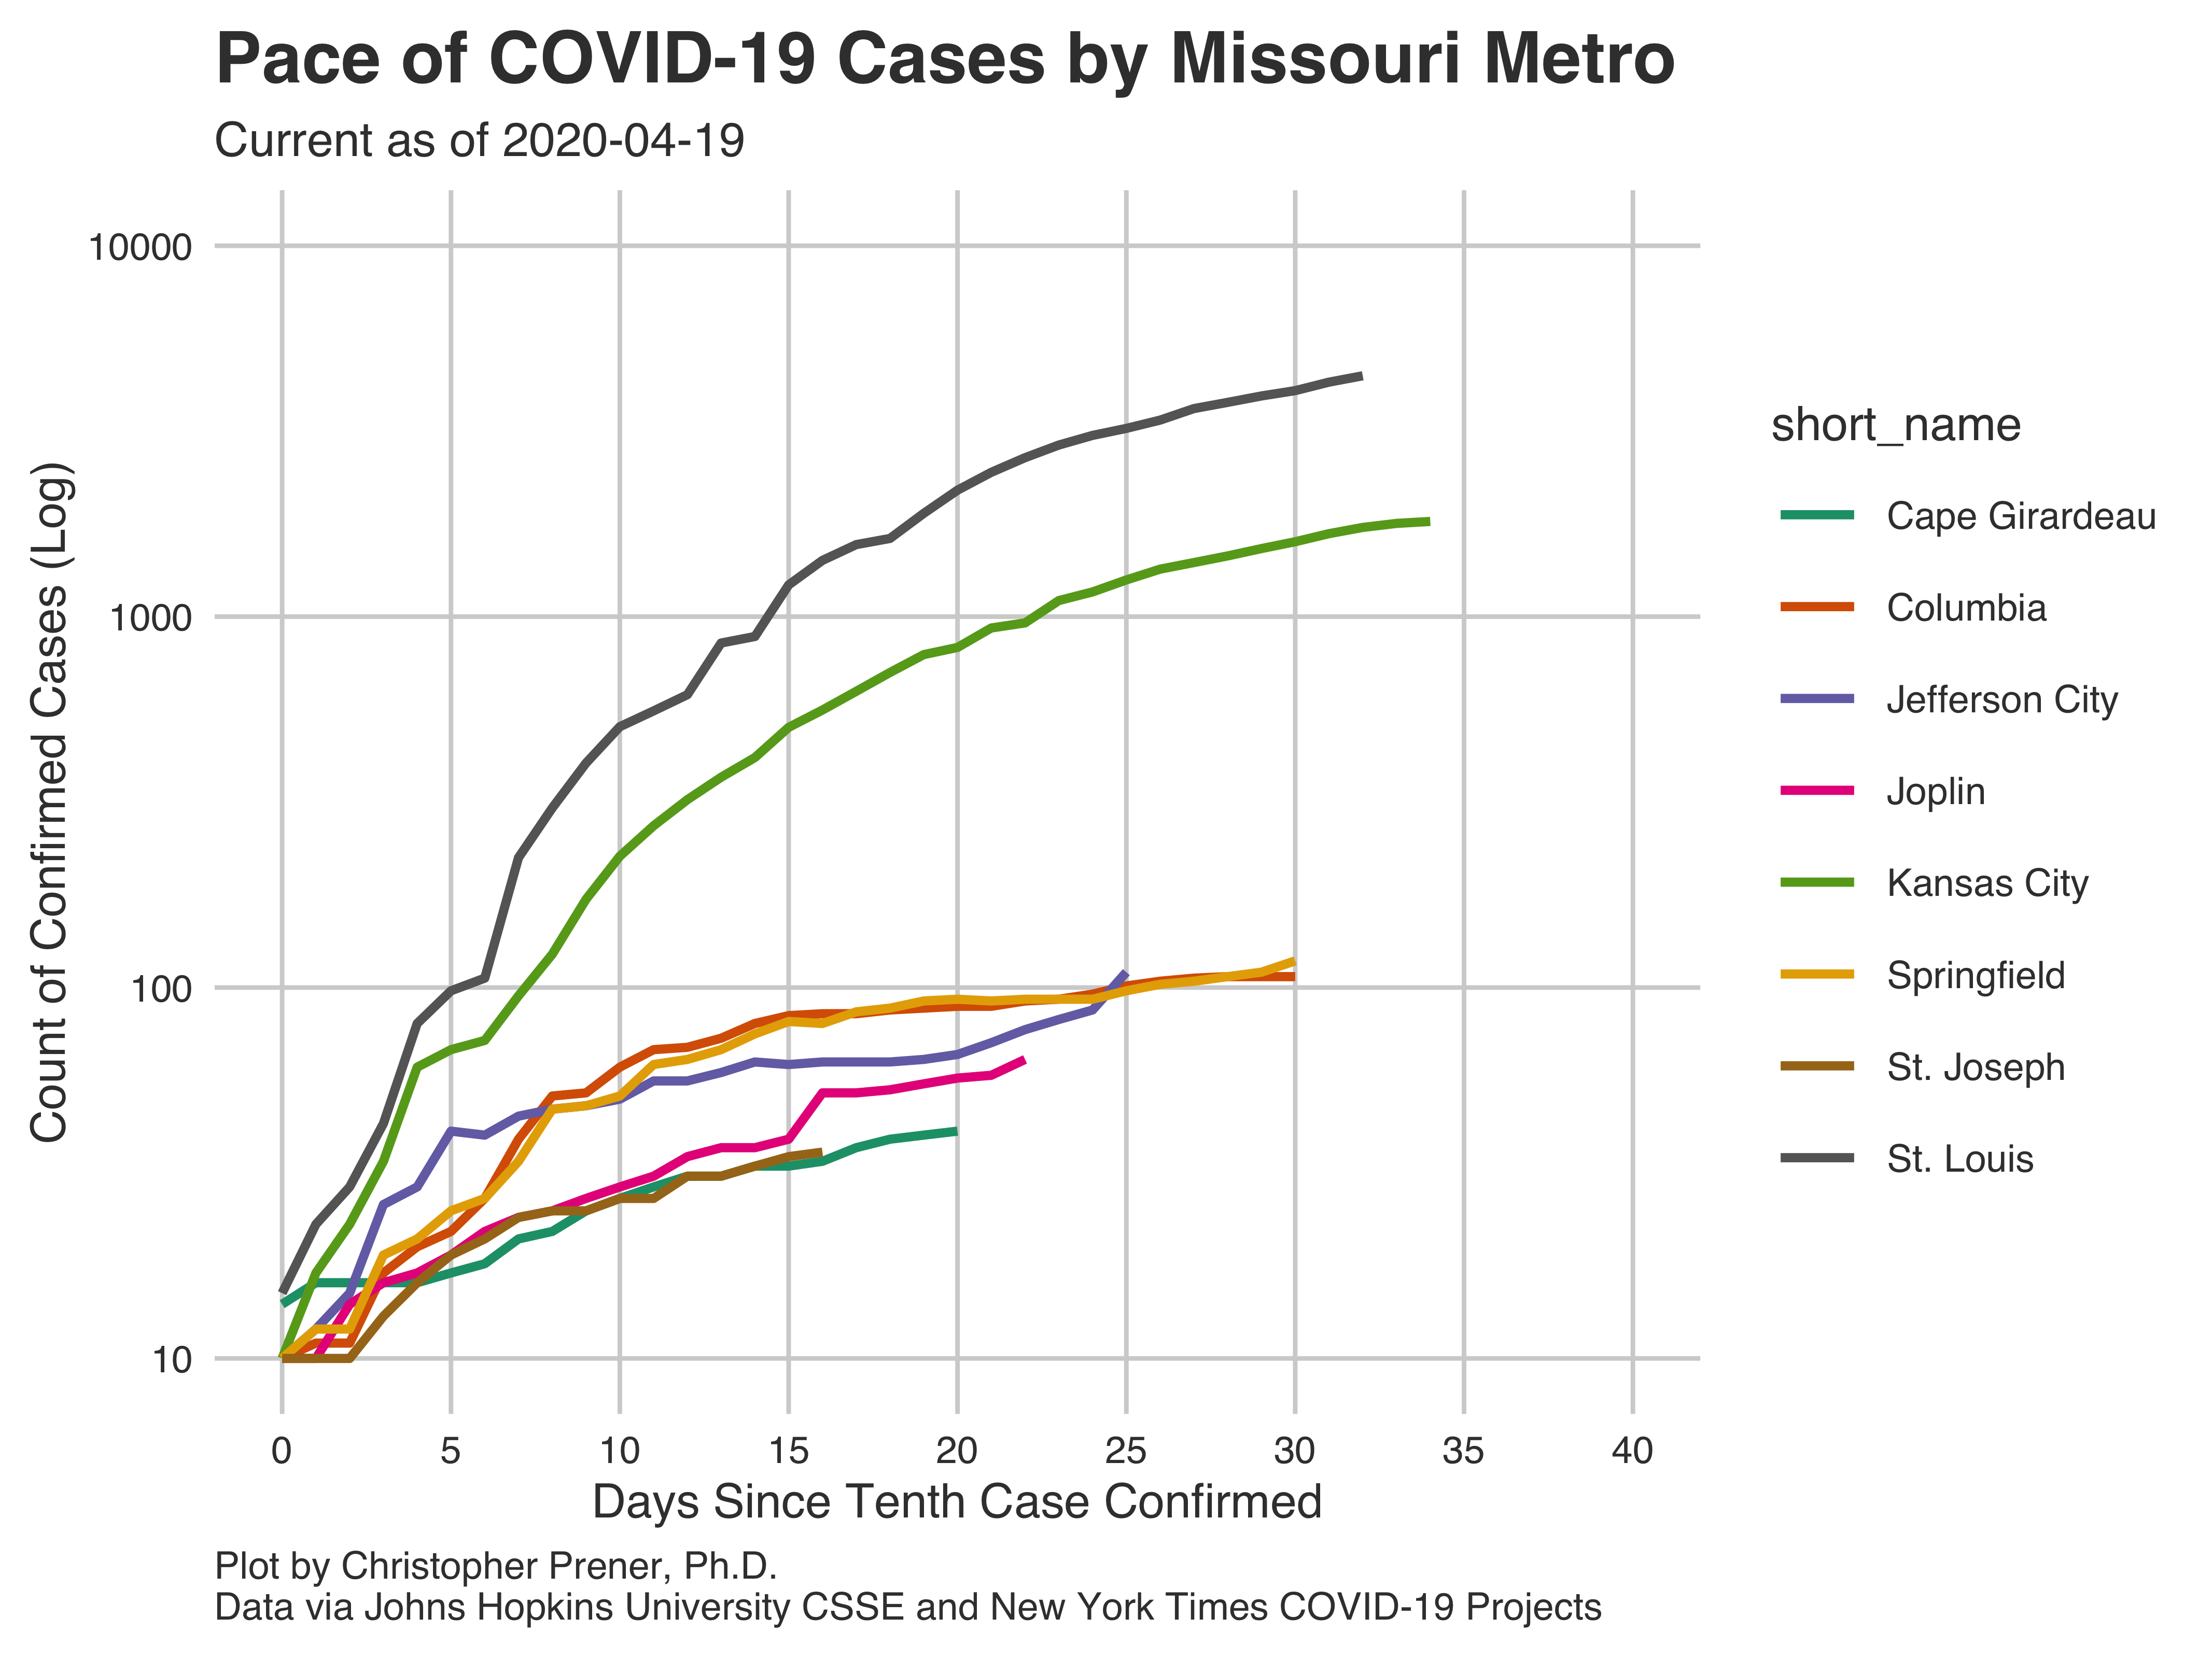 Pace of COVID-19 Cases by Missouri Metro
Current as of 2020-04-19
Count of Confirmed Cases (Log)
10000
1000
100
10
0 5 10 15 20 25 30 35 40
Days Since Tenth Case Confirmed
short_name
Cape Girardeau
Columbia
Jefferson City
Joplin
Kansas City
Springfield
St. Joseph
St. Louis
Plot by Christopher Prener, Ph.D.
Data via Johns Hopkins University CSSE and New York Times COVID-19 Projects